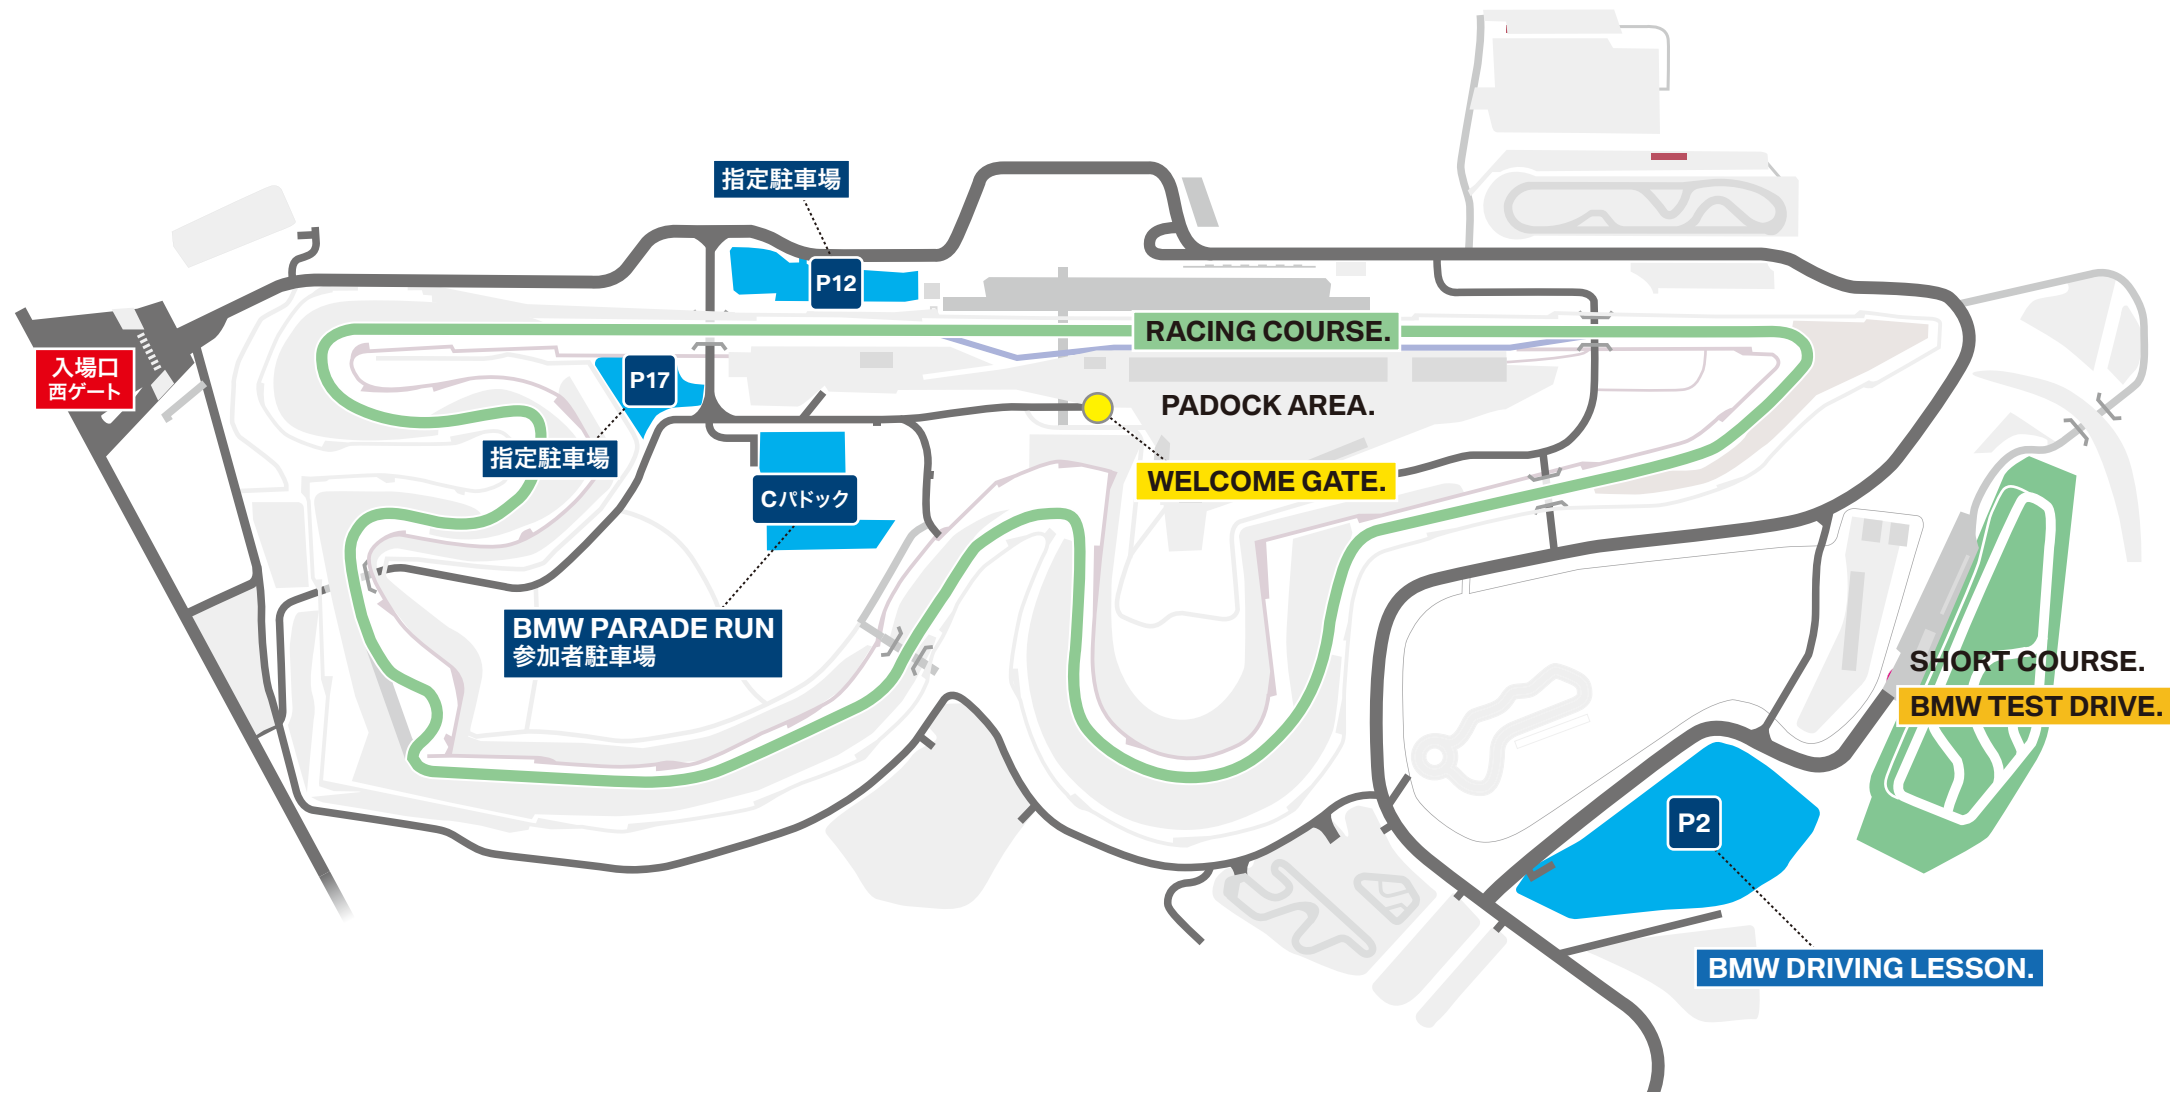 指定駐車場
P12
RACING COURSE.
入場口
西ゲート
P17
PADOCK AREA.
指定駐車場
WELCOME GATE.
Cパドック
BMW PARADE RUN
参加者駐車場
SHORT COURSE.
BMW TEST DRIVE.
P2
BMW DRIVING LESSON.